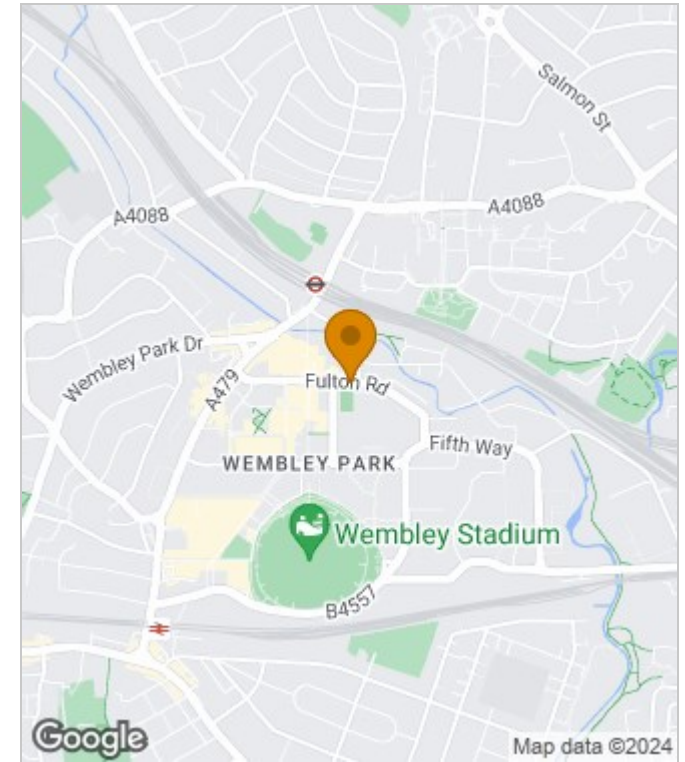 Salmon St
A4088
A4088
Wembley Park Dr
A479
Fulton Rd
Fifth Way
WEMBLEY PARK
Wembley Stadium
B4557
Google
Map data ©2024